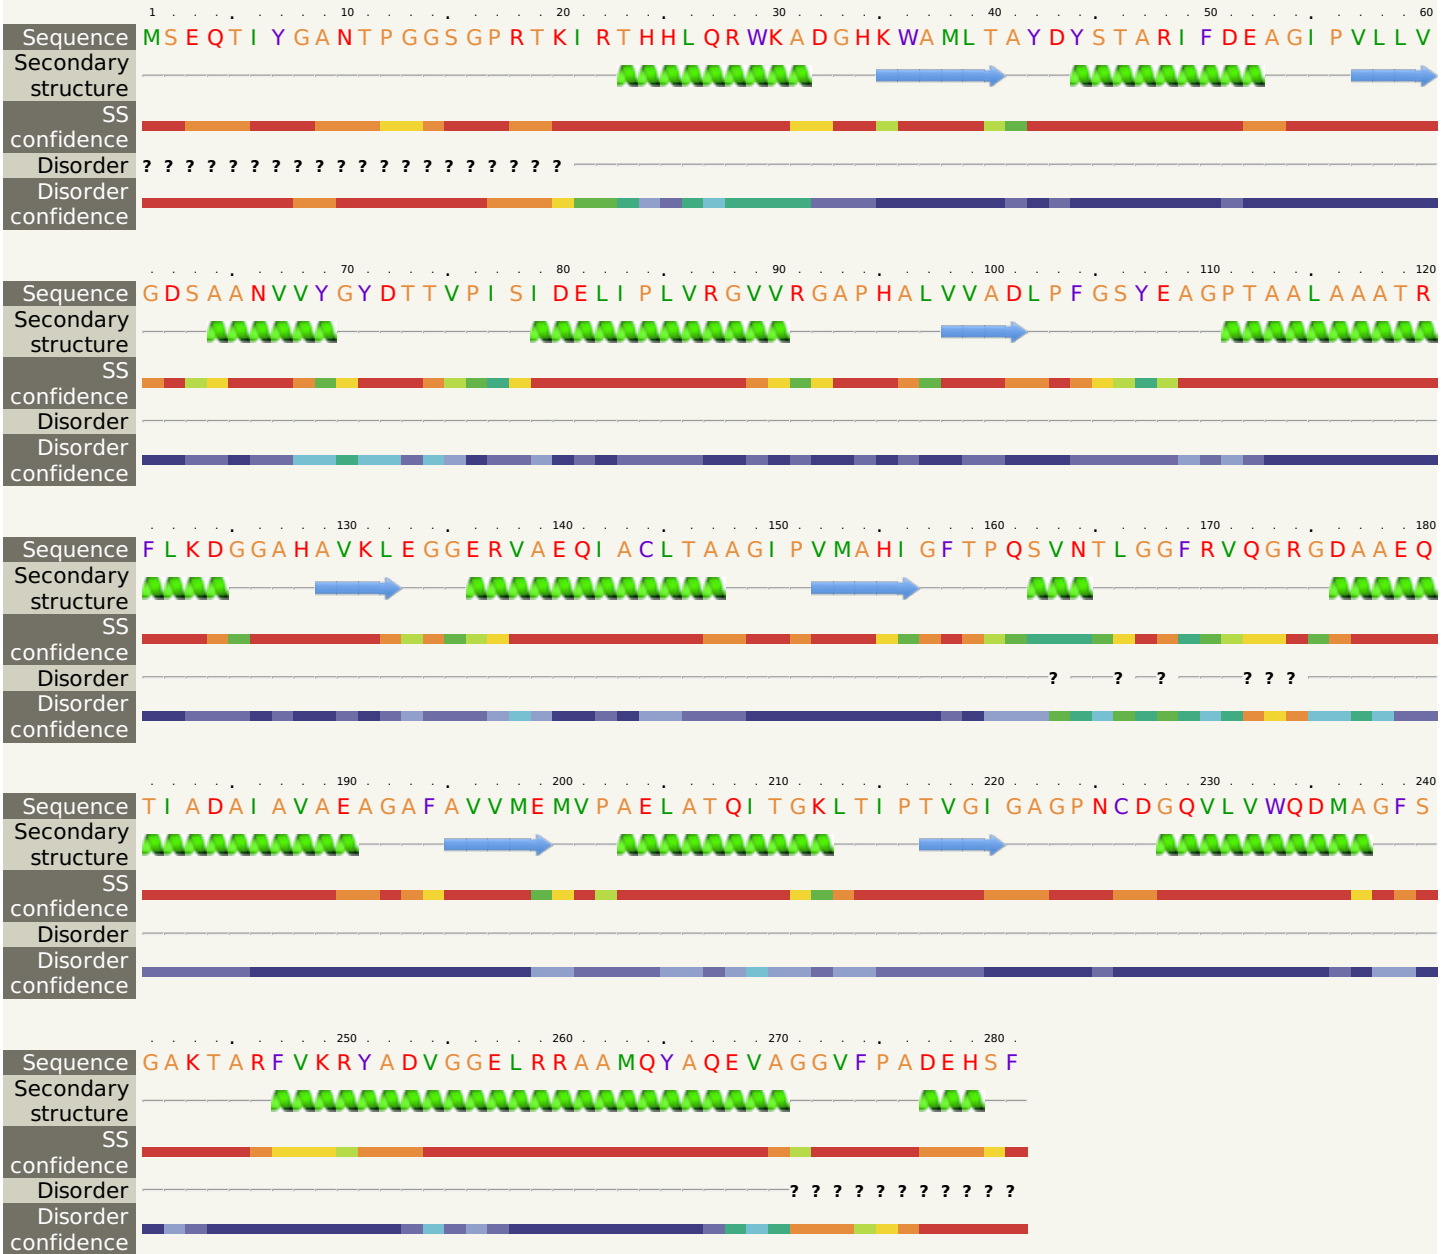 1 10 20 30 40 50 60
Sequence MSEQTIYGANTPGGSGPRTKIRTHHLQRWKADGHKWAMLTAYDYSTARIFDEAGIPVLLV
Secondary structure
SS confidence
Disorder ? ? ? ? ? ? ? ? ? ? ? ? ? ? ? ? ? ? ? ?
Disorder confidence
70 80 90 100 110 120
Sequence GDSAANVVYGYDTTVPISIDELIPLVRGVVRGAPHALVVADLPFGSYEAGPTAALAAATR
Secondary structure
SS confidence
Disorder
Disorder confidence
130 140 150 160 170 180
Sequence FLKDGGAHAVKLEGGERVAEQIACLTAAGIPVMAHIGFTPQSVNTLGGFRVQGRGDAAEQ
Secondary structure
SS confidence
Disorder ? ? ? ? ? ?
Disorder confidence
190 200 210 220 230 240
Sequence TIADAIAVAEAGAFAVVMEMVPAELATQITGKLTIPTVGIGAGPNCDGQVLVWQDMAGFS
Secondary structure
SS confidence
Disorder
Disorder confidence
250 260 270 280
Sequence GAKTARFVKRYADVGGELRRAAMQYAQEVAGGVFPADEHSF
Secondary structure
SS confidence
Disorder ? ? ? ? ? ? ? ? ? ? ?
Disorder confidence